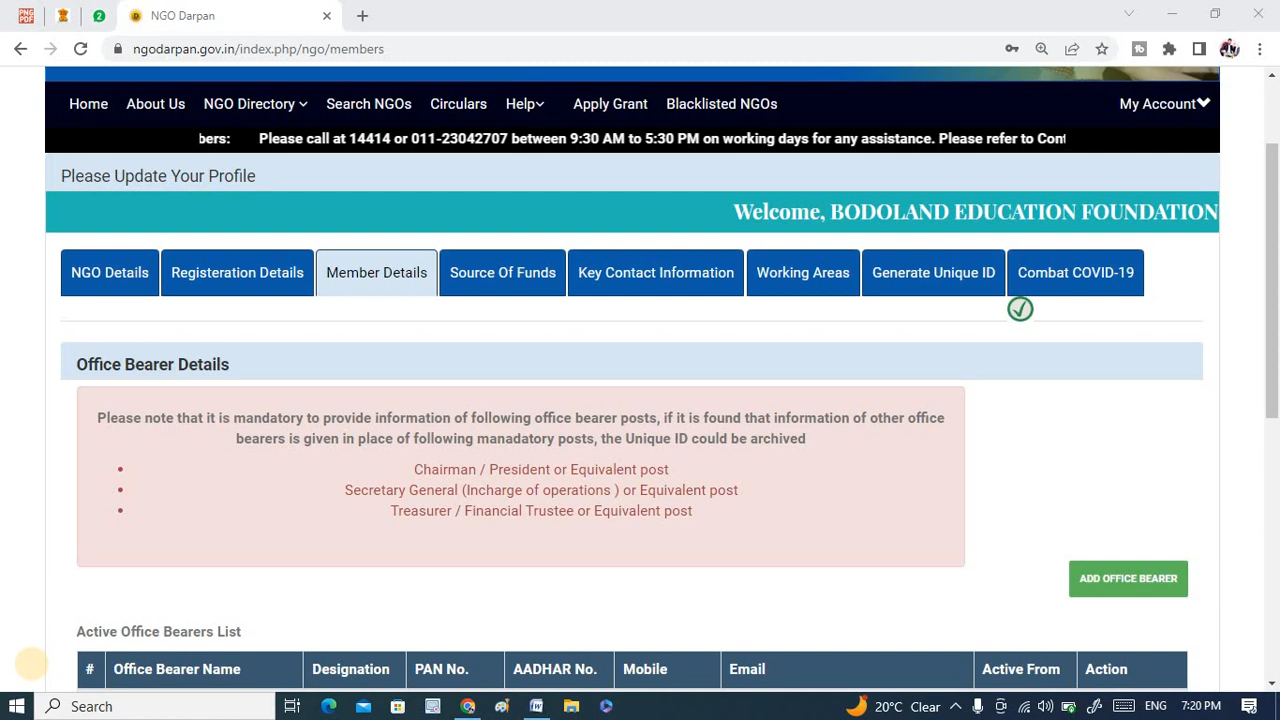 NGO Darpan
ngodarpan.gov.in/index.php/ngo/members
Home About Us NGO Directory Search NGOs Circulars Help Apply Grant Blacklisted NGOs My Account
bers: Please call at 14414 or 011-23042707 between 9:30 AM to 5:30 PM on working days for any assistance. Please refer to Cont
Please Update Your Profile
Welcome, BODOLAND EDUCATION FOUNDATION
NGO Details Registeration Details Member Details Source Of Funds Key Contact Information Working Areas Generate Unique ID Combat COVID-19
Office Bearer Details
Please note that it is mandatory to provide information of following office bearer posts, if it is found that information of other office
bearers is given in place of following manadatory posts, the Unique ID could be archived
• Chairman / President or Equivalent post
• Secretary General (Incharge of operations ) or Equivalent post
• Treasurer / Financial Trustee or Equivalent post
ADD OFFICE BEARER
Active Office Bearers List
# Office Bearer Name Designation PAN No. AADHAR No. Mobile Email Active From Action
Search 20°C Clear ENG 7:20 PM